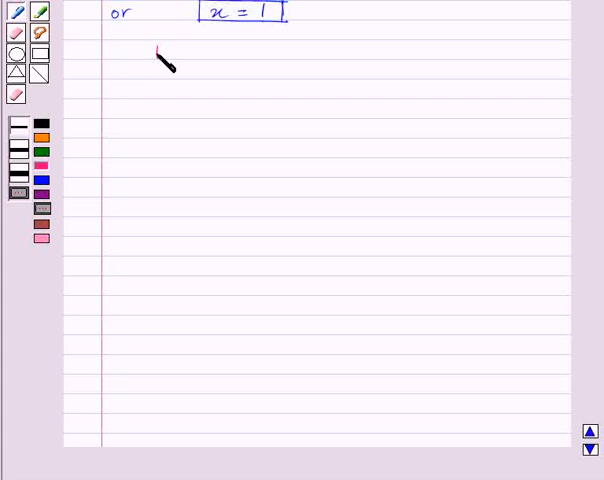 or x = 1